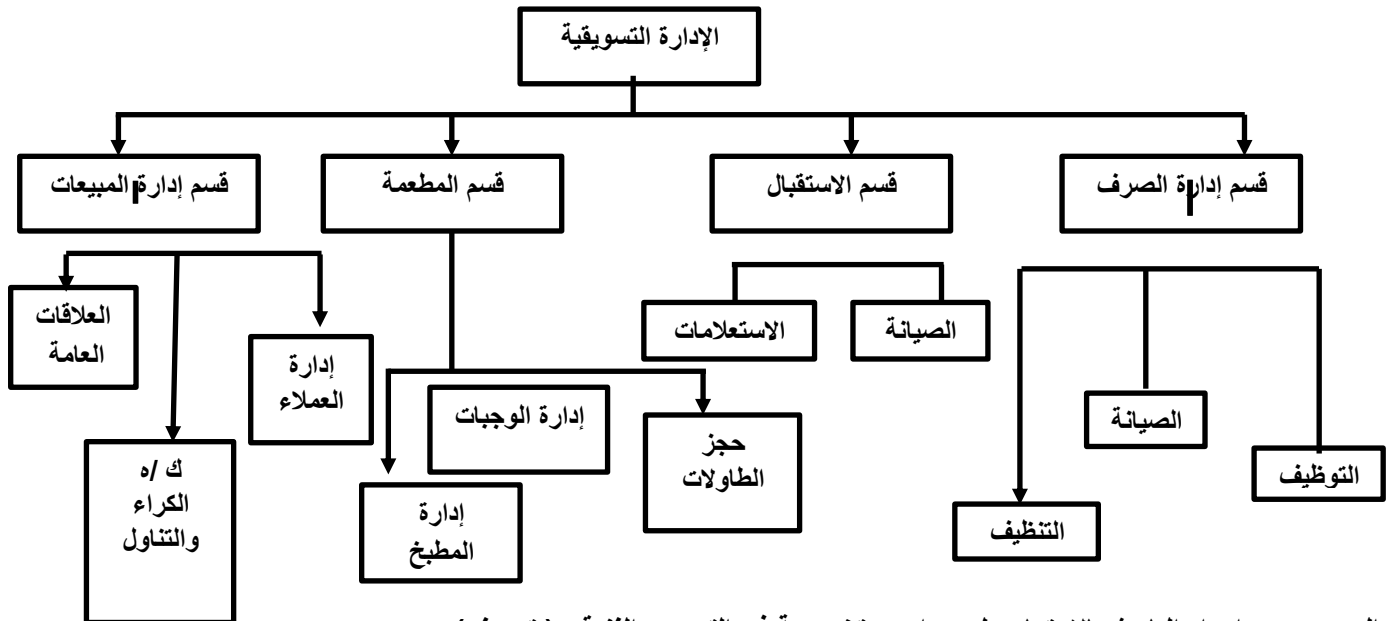 الإدارة التسويقية
قسم إدارة الصرف
قسم الاستقبال
قسم المطعمة
قسم إدارة المبيعات
التوظيف
الصيانة
التنظيف
الصيانة
الاستعلامات
حجز
الطاولات
إدارة الوجبات
إدارة
المطبخ
إدارة
العملاء
ك /ه
الكراء
والتناول
العلاقات
العامة